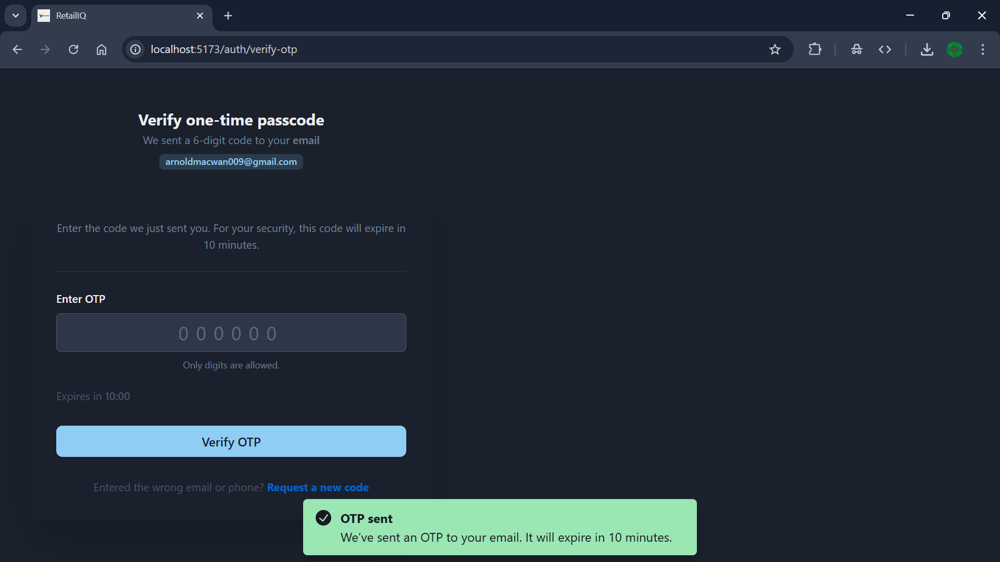 RetailIQ
localhost:5173/auth/verify-otp
Verify one-time passcode
We sent a 6-digit code to your email
arnoldmacwan009@gmail.com
Enter the code we just sent you. For your security, this code will expire in
10 minutes.
Enter OTP
0 0 0 0 0 0
Only digits are allowed.
Expires in 10:00
Verify OTP
Entered the wrong email or phone? Request a new code
OTP sent
We’ve sent an OTP to your email. It will expire in 10 minutes.